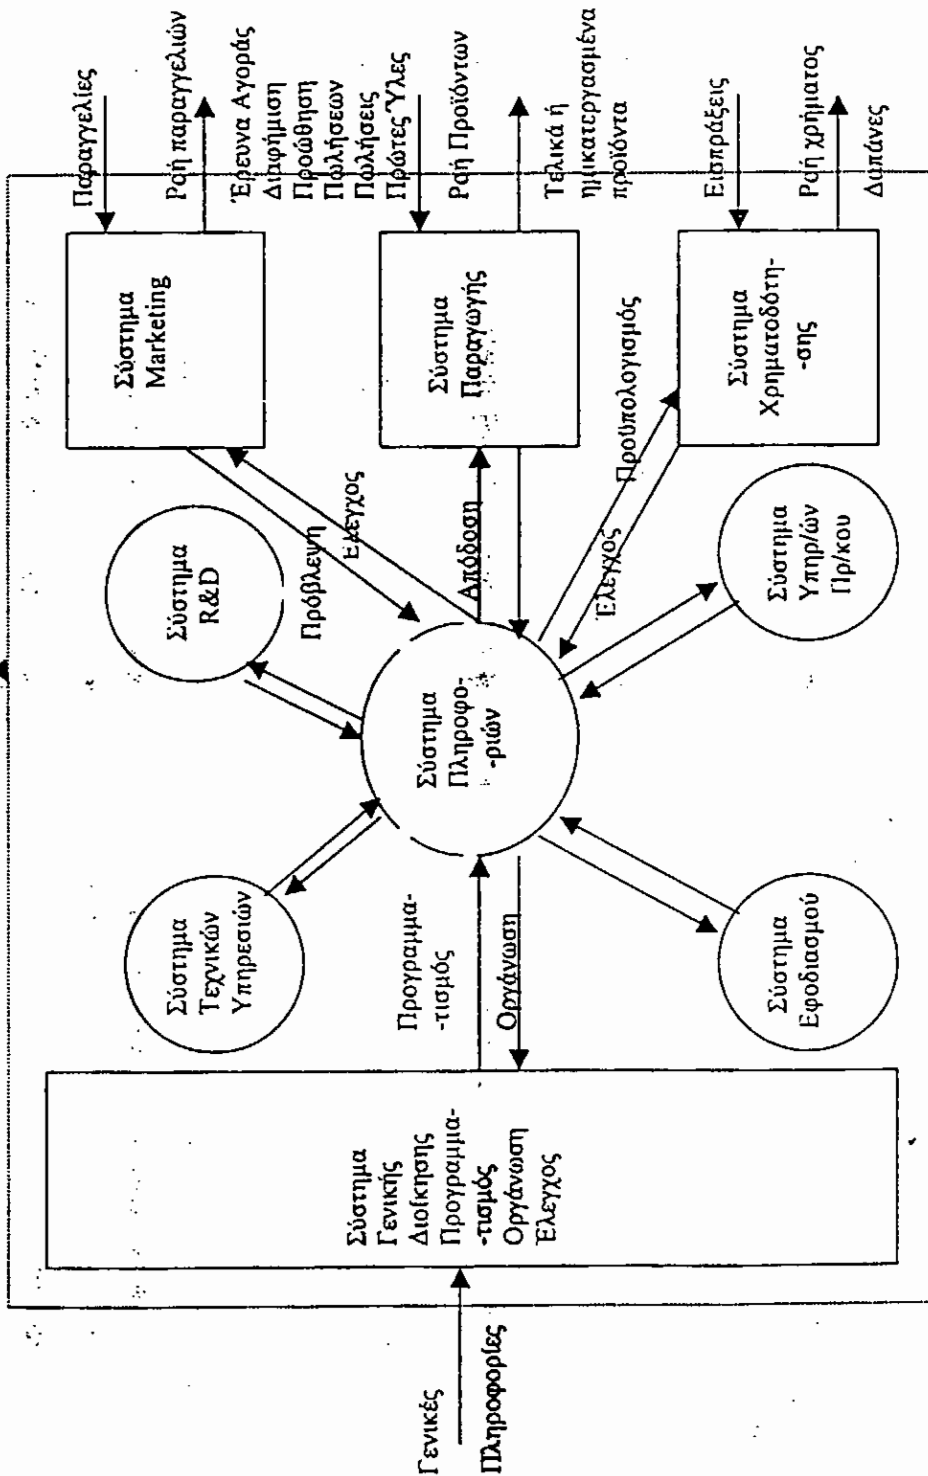 Γενικές
Πληροφορίες
Σύστημα
Γενικής
Διοίκησης
Προγραμμα-
-τισμός
Οργάνωση
Έλεγχος
Προγραμμα-
-τισμός
Οργάνωση
Σύστημα
Τεχνικών
Υπηρεσιών
Σύστημα
Εφοδιασμού
Σύστημα
Πληροφο-
-ριών
Σύστημα
R&D
Πρόβλεψη
Έλεγχος
Απόδοση
Έλεγχος
Προϋπολογισμός
Σύστημα
Υπηρ/ών
Πρ/κου
Σύστημα
Marketing
Σύστημα
Παραγωγής
Σύστημα
Χρηματοδότη-
-σης
Παραγγελίες
Ροή παραγγελιών
Έρευνα Αγοράς
Διαφήμιση
Προώθηση
Πωλήσεων
Πωλήσεις
Πρώτες Ύλες
Ροή Προϊόντων
Τελικά ή
ημικατεργασμένα
προϊόντα
Εισπράξεις
Ροή χρήματος
Δαπάνες